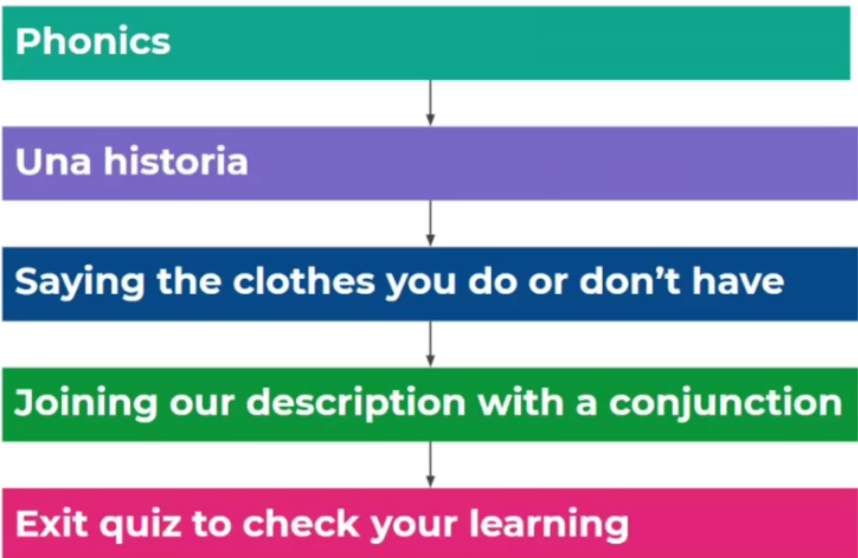 Phonics
Una historia
Saying the clothes you do or don’t have
Joining our description with a conjunction
Exit quiz to check your learning